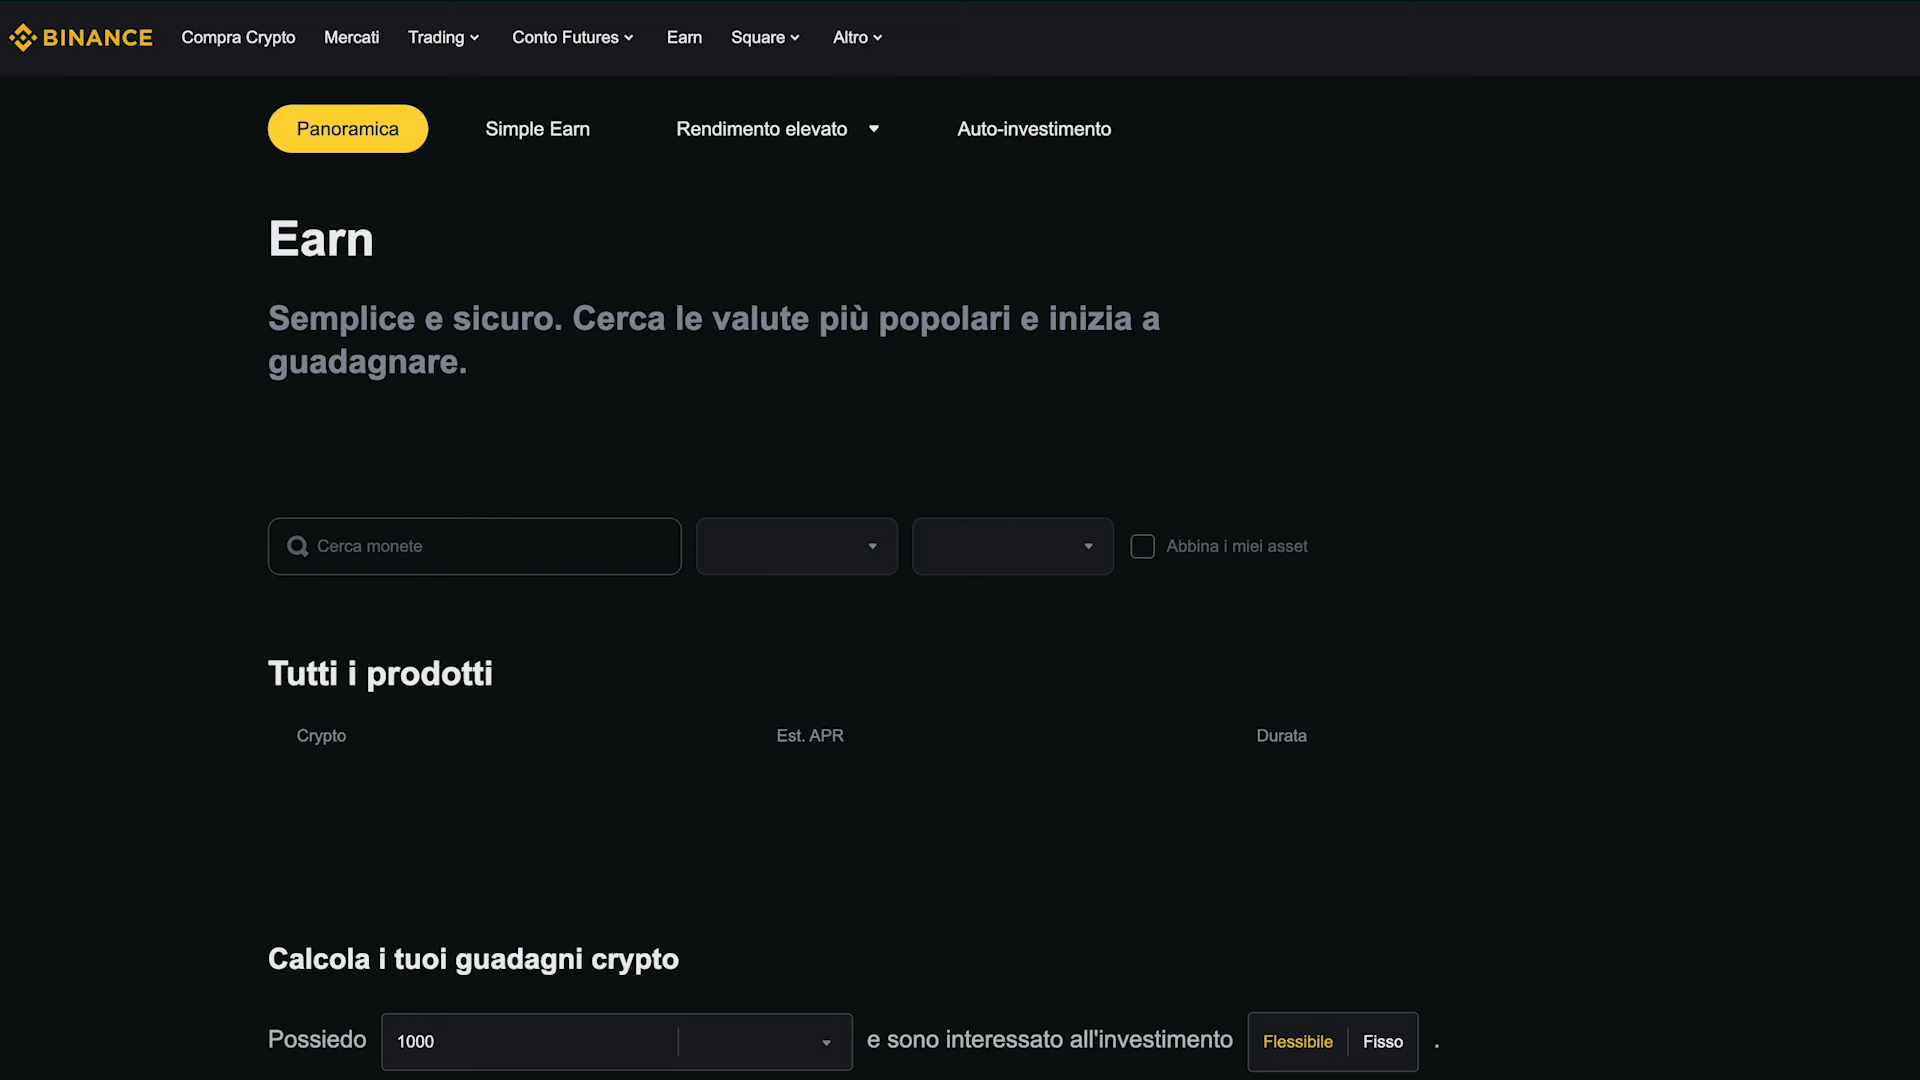 BINANCE Compra Crypto Mercati Trading Conto Futures Earn Square Altro
Panoramica Simple Earn Rendimento elevato Auto-investimento
Earn
Semplice e sicuro. Cerca le valute più popolari e inizia a
guadagnare.
Cerca monete Abbina i miei asset
Tutti i prodotti
Crypto Est. APR Durata
Calcola i tuoi guadagni crypto
Possiedo 1000 e sono interessato all'investimento Flessibile Fisso .